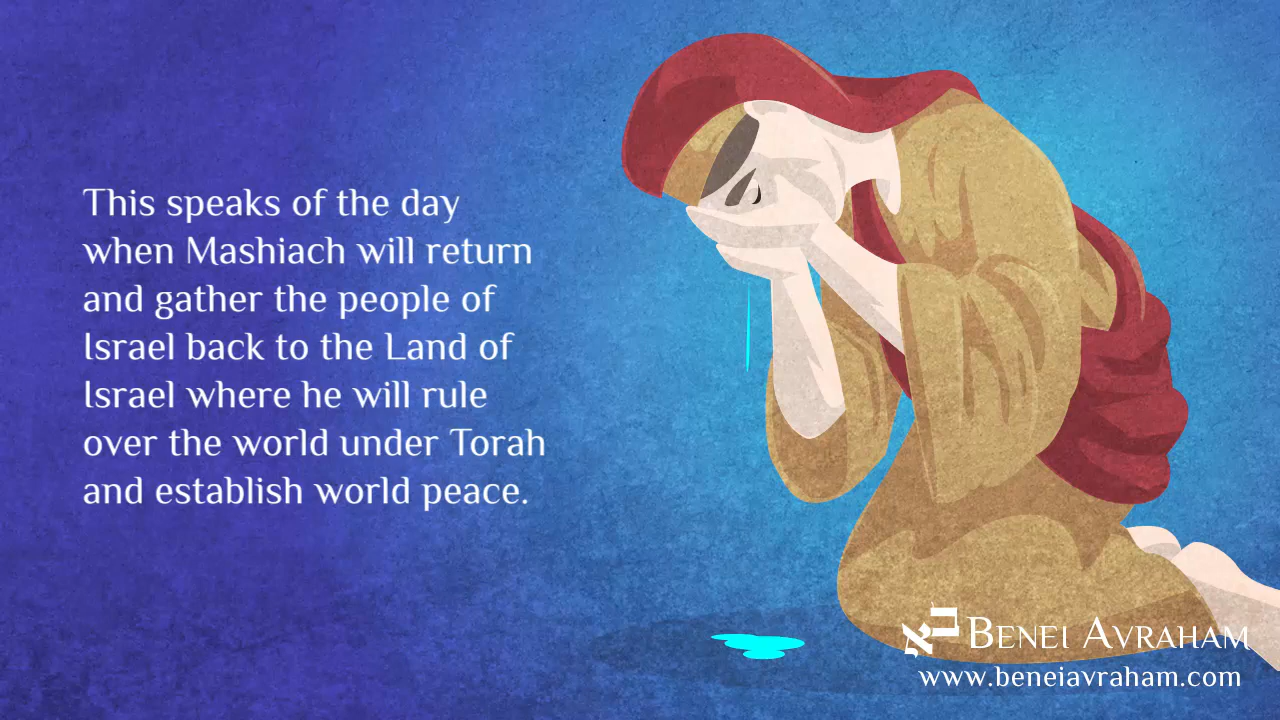 This speaks of the day
when Mashiach will return
and gather the people of
Israel back to the Land of
Israel where he will rule
over the world under Torah
and establish world peace.
אב BENEI AVRAHAM
www.beneiavraham.com